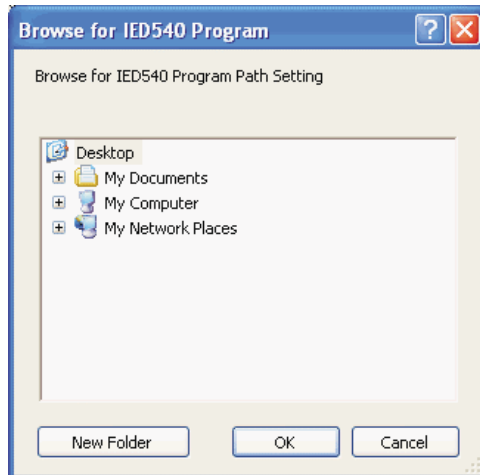 Browse for IED540 Program
Browse for IED540 Program Path Setting
Desktop
My Documents
My Computer
My Network Places
New Folder OK Cancel